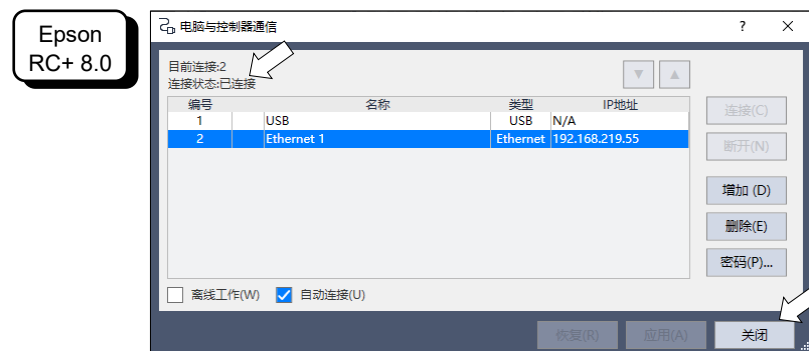 Epson
RC+ 8.0
电脑与控制器通信
?
目前连接:2
连接状态:已连接
编号 名称 类型 IP地址
1 USB USB N/A
2 Ethernet 1 Ethernet 192.168.219.55
连接(C)
断开(N)
增加 (D)
删除(E)
密码(P)...
离线工作(W) 自动连接(U)
恢复(R) 应用(A) 关闭